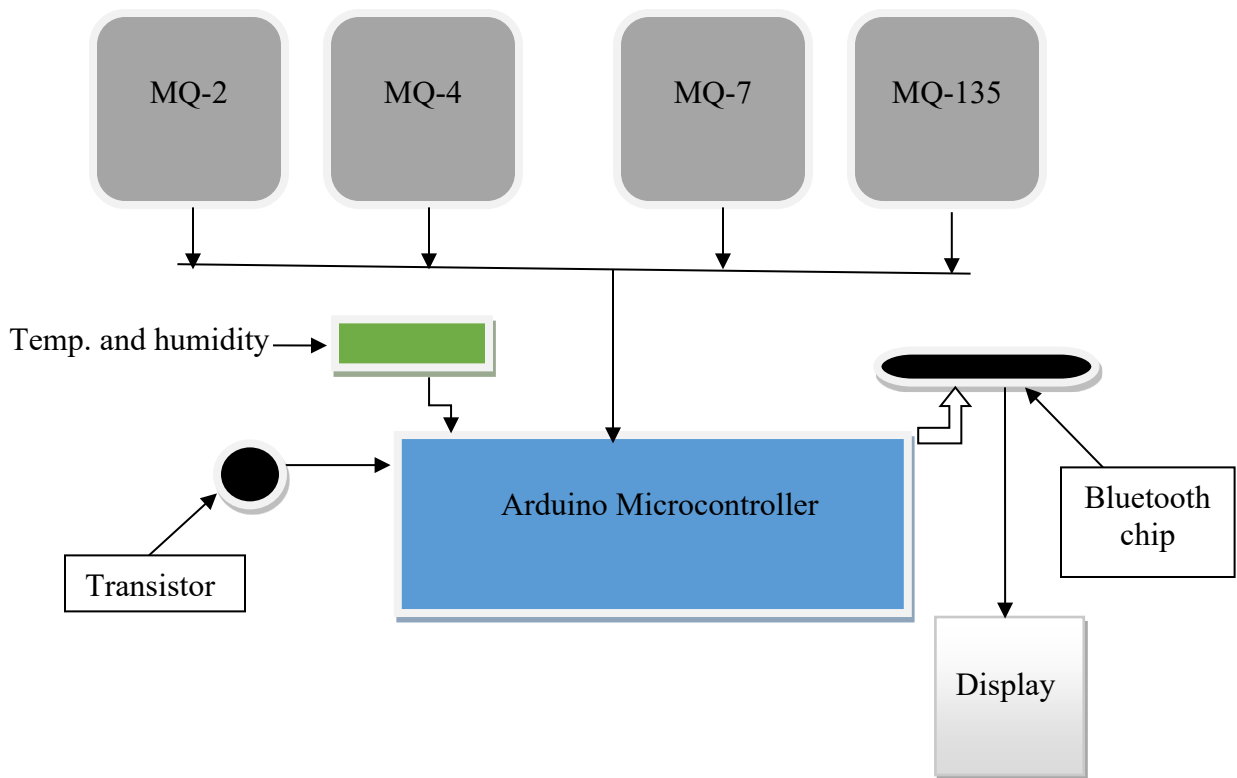 MQ-2
MQ-4
MQ-7
MQ-135
Temp. and humidity
Arduino Microcontroller
Bluetooth
chip
Transistor
Display